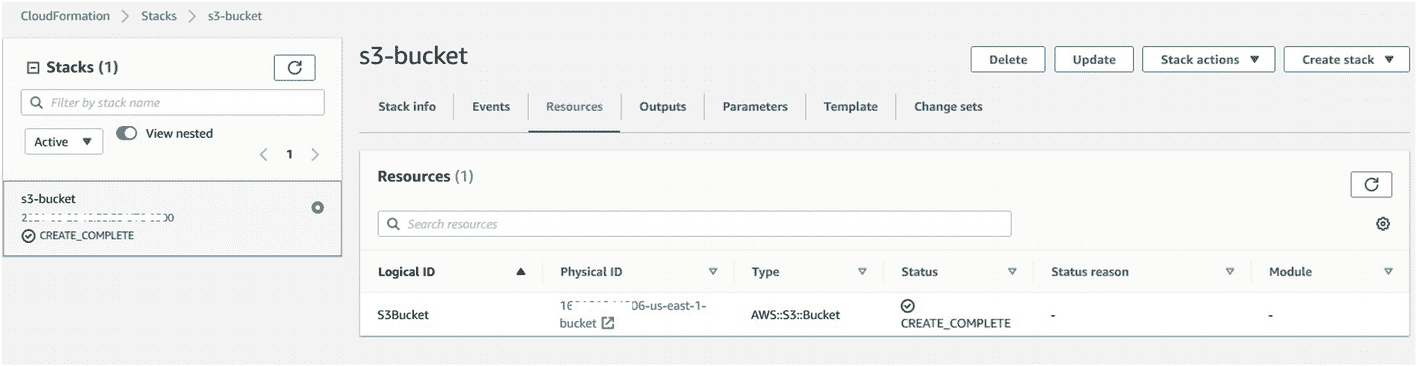 CloudFormation > Stacks > s3-bucket
Stacks (1)
Filter by stack name
Active View nested
1
s3-bucket
CREATE_COMPLETE
s3-bucket
Delete Update Stack actions Create stack
Stack info Events Resources Outputs Parameters Template Change sets
Resources (1)
Search resources
Logical ID Physical ID Type Status Status reason Module
S3Bucket 06-us-east-1- AWS::S3::Bucket - -
bucket CREATE_COMPLETE